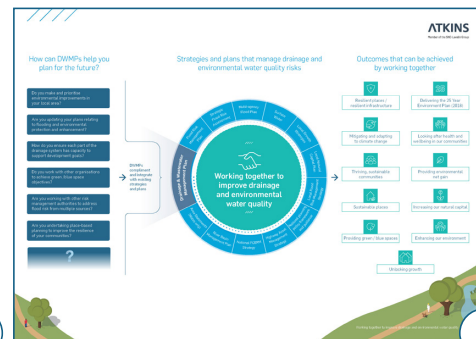 ATKINS
Member of the SNC-Lavalin Group
How can DWMPs help you
plan for the future?
Strategies and plans that manage drainage and
environmental water quality risks
Outcomes that can be achieved
by working together
Do you make and prioritise
environmental improvements in
your local area?
Are you updating your plans relating
to flooding and environmental
protection and enhancement?
How do you ensure each part of the
drainage system has capacity to
support development goals?
Do you work with other organisations
to achieve green / blue space
objectives?
Are you working with other risk
management authorities to address
flood risk from multiple sources?
Are you undertaking place-based
planning to improve the resilience
of your communities?
?
DWMPs
compliment
and integrate
with existing
strategies
and plans
Drainage & Wastewater
Management Plan
Working together to
improve drainage
and environmental
water quality
Resilient places /
resilient infrastructure
Delivering the 25 Year
Environment Plan (2018)
Mitigating and adapting
to climate change
Looking after health and
wellbeing in our communities
Thriving, sustainable
communities
Providing environmental
net gain
Sustainable places
Increasing our natural capital
Providing green / blue spaces
Enhancing our environment
Unlocking growth